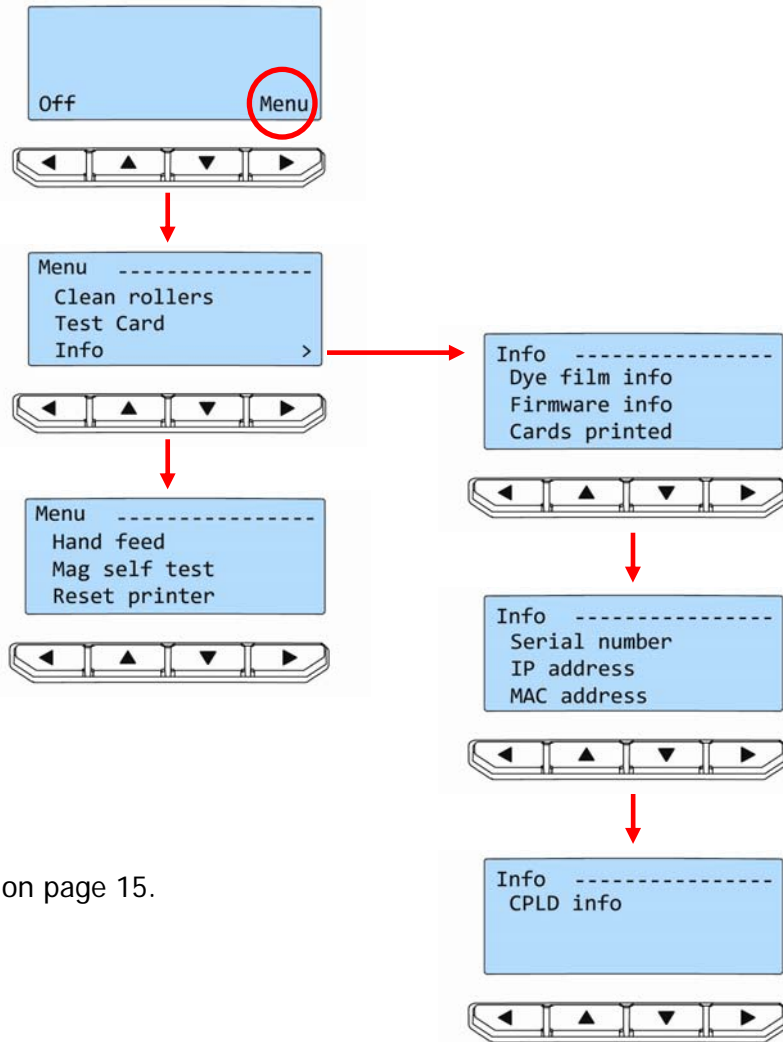 Off Menu
Menu ----------------
Clean rollers
Test Card
Info >
Info ----------------
Dye film info
Firmware info
Cards printed
Menu ----------------
Hand feed
Mag self test
Reset printer
Info ----------------
Serial number
IP address
MAC address
on page 15.
Info ----------------
CPLD info